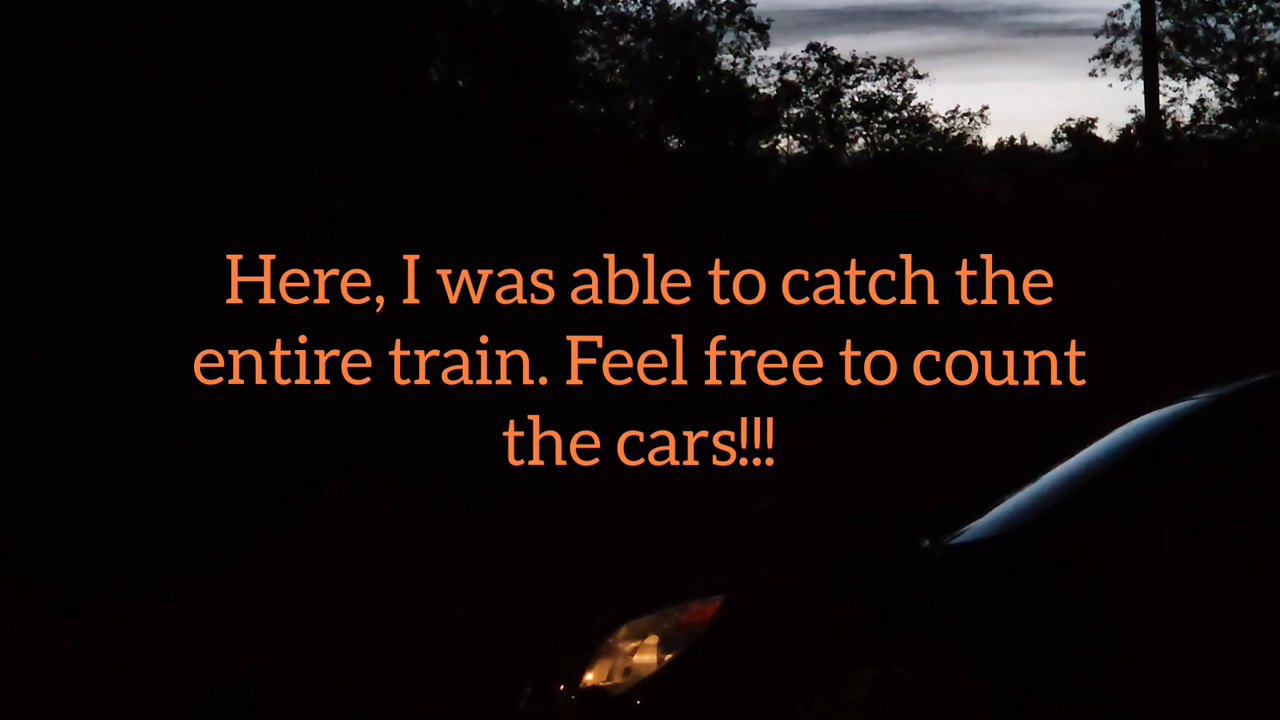 Here, I was able to catch the
entire train. Feel free to count
the cars!!!